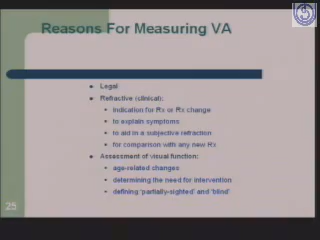 Reasons For Measuring VA
Legal
Refractive (clinical):
indication for Rx or Rx change
to explain symptoms
to aid in a subjective refraction
for comparison with any new Rx
Assessment of visual function:
age-related changes
determining the need for intervention
defining 'partially-sighted' and 'blind'
25